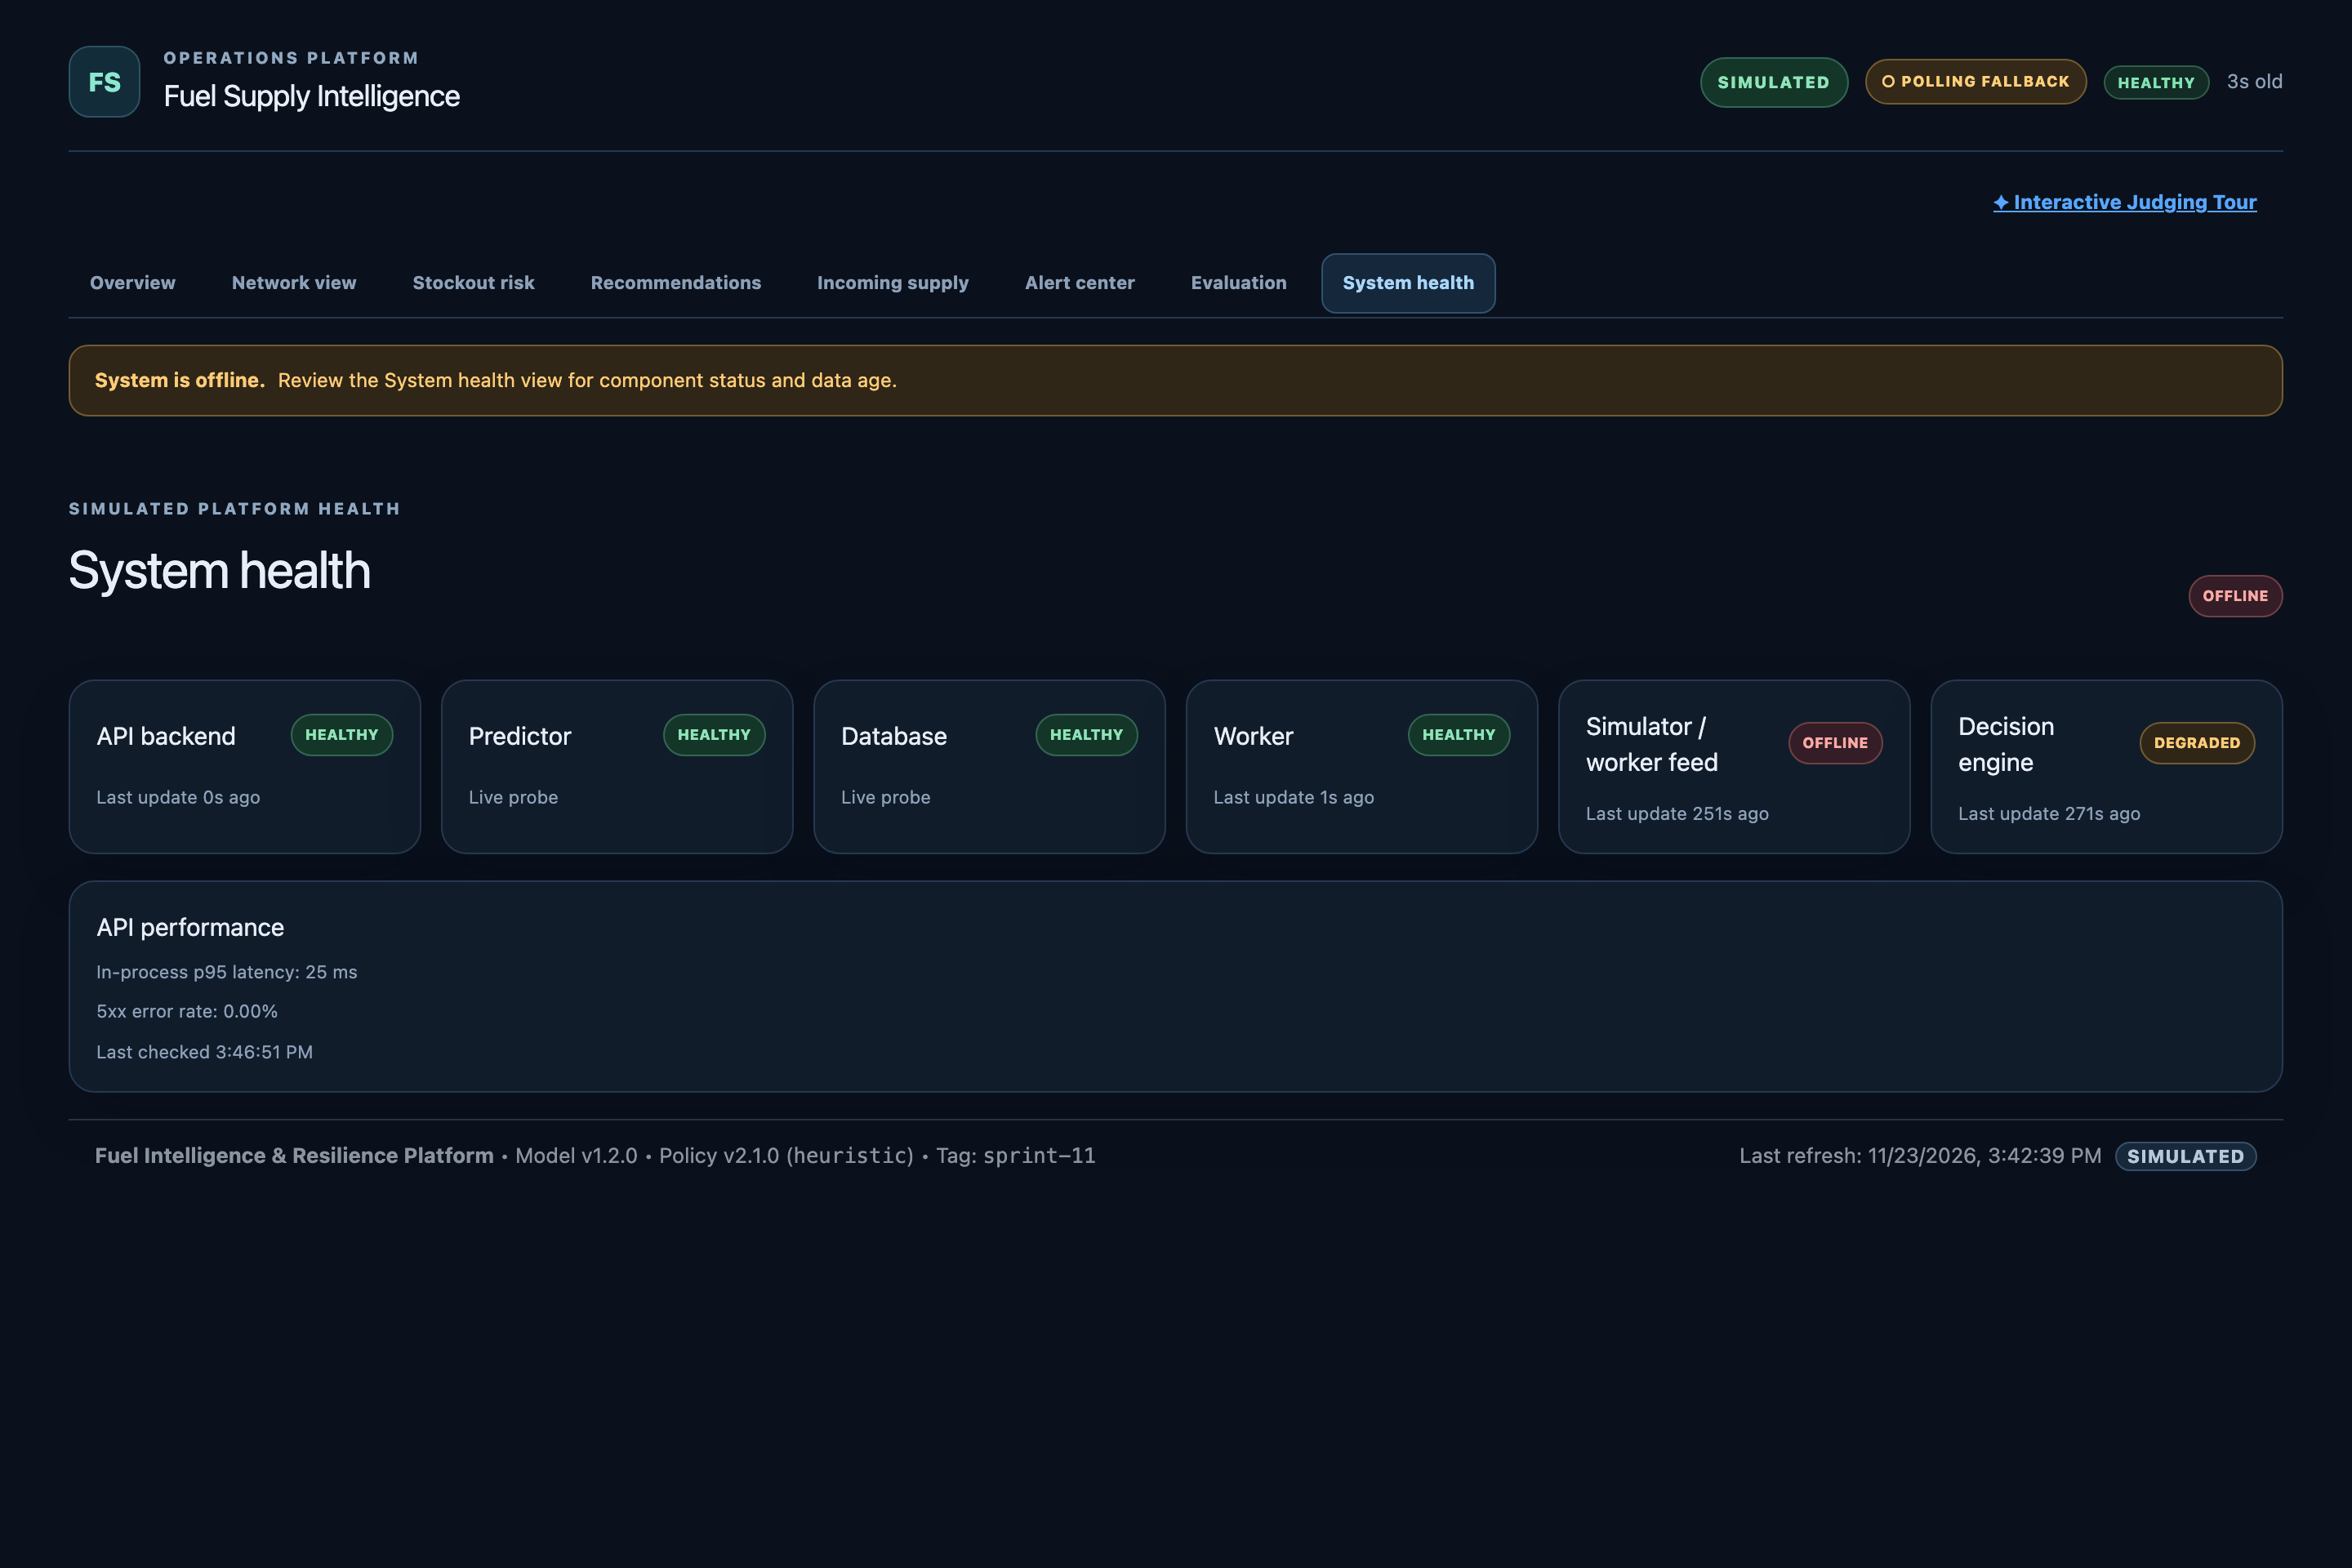 FS
OPERATIONS PLATFORM
Fuel Supply Intelligence
SIMULATED
POLLING FALLBACK
HEALTHY
3s old
✦ Interactive Judging Tour
Overview
Network view
Stockout risk
Recommendations
Incoming supply
Alert center
Evaluation
System health
System is offline. Review the System health view for component status and data age.
SIMULATED PLATFORM HEALTH
System health
OFFLINE
API backend
HEALTHY
Last update 0s ago
Predictor
HEALTHY
Live probe
Database
HEALTHY
Live probe
Worker
HEALTHY
Last update 1s ago
Simulator /
worker feed
OFFLINE
Last update 251s ago
Decision
engine
DEGRADED
Last update 271s ago
API performance
In-process p95 latency: 25 ms
5xx error rate: 0.00%
Last checked 3:46:51 PM
Fuel Intelligence & Resilience Platform • Model v1.2.0 • Policy v2.1.0 (heuristic) • Tag: sprint-11
Last refresh: 11/23/2026, 3:42:39 PM
SIMULATED